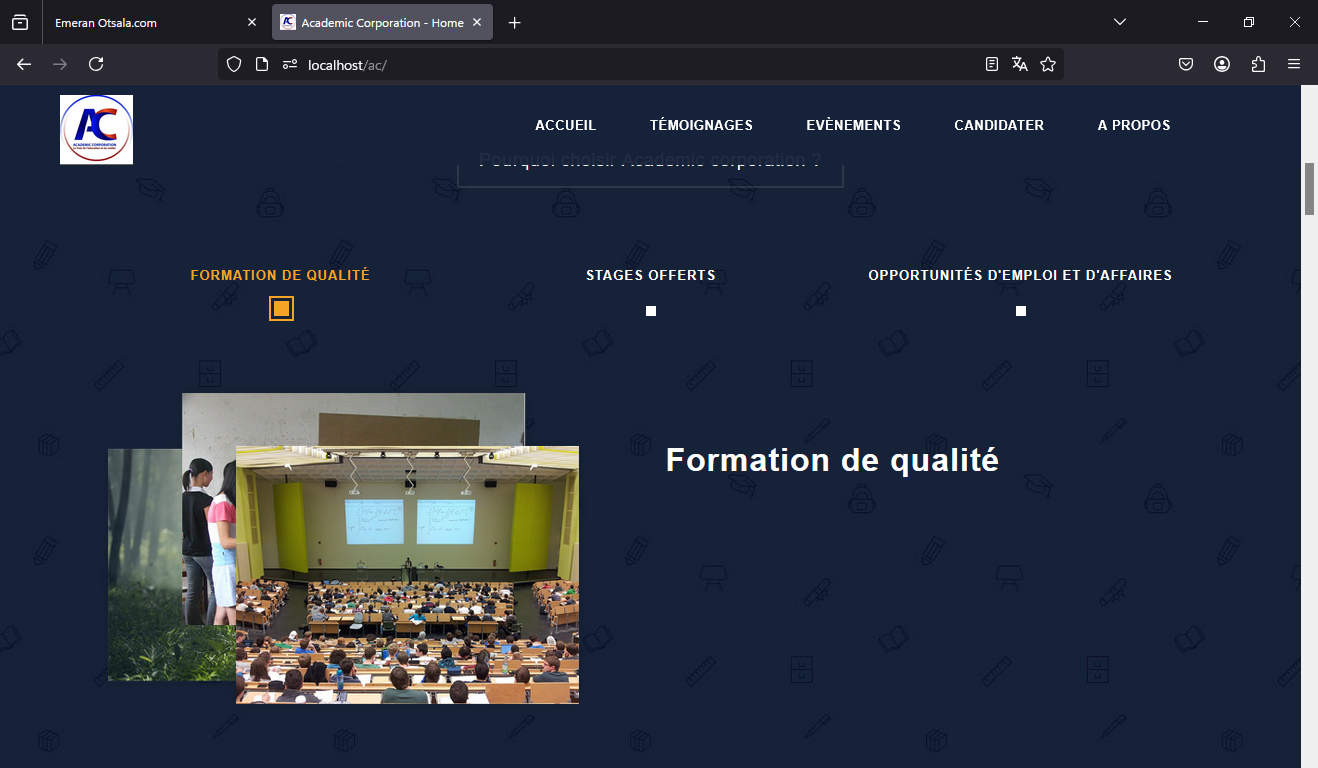 Emeran Otsala.com
Academic Corporation - Home
localhost/ac/
AC
ACADEMIC CORPORATION
ACCUEIL
TÉMOIGNAGES
EVÈNEMENTS
CANDIDATER
A PROPOS
Pourquoi choisir Academic corporation ?
FORMATION DE QUALITÉ
STAGES OFFERTS
OPPORTUNITÉS D'EMPLOI ET D'AFFAIRES
Formation de qualité